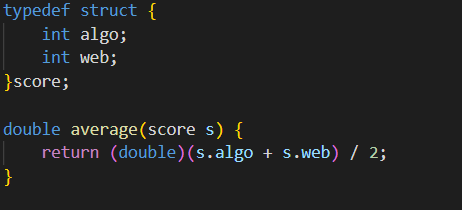 typedef struct {
    int algo;
    int web;
}score;

double average(score s) {
    return (double)(s.algo + s.web) / 2;
}